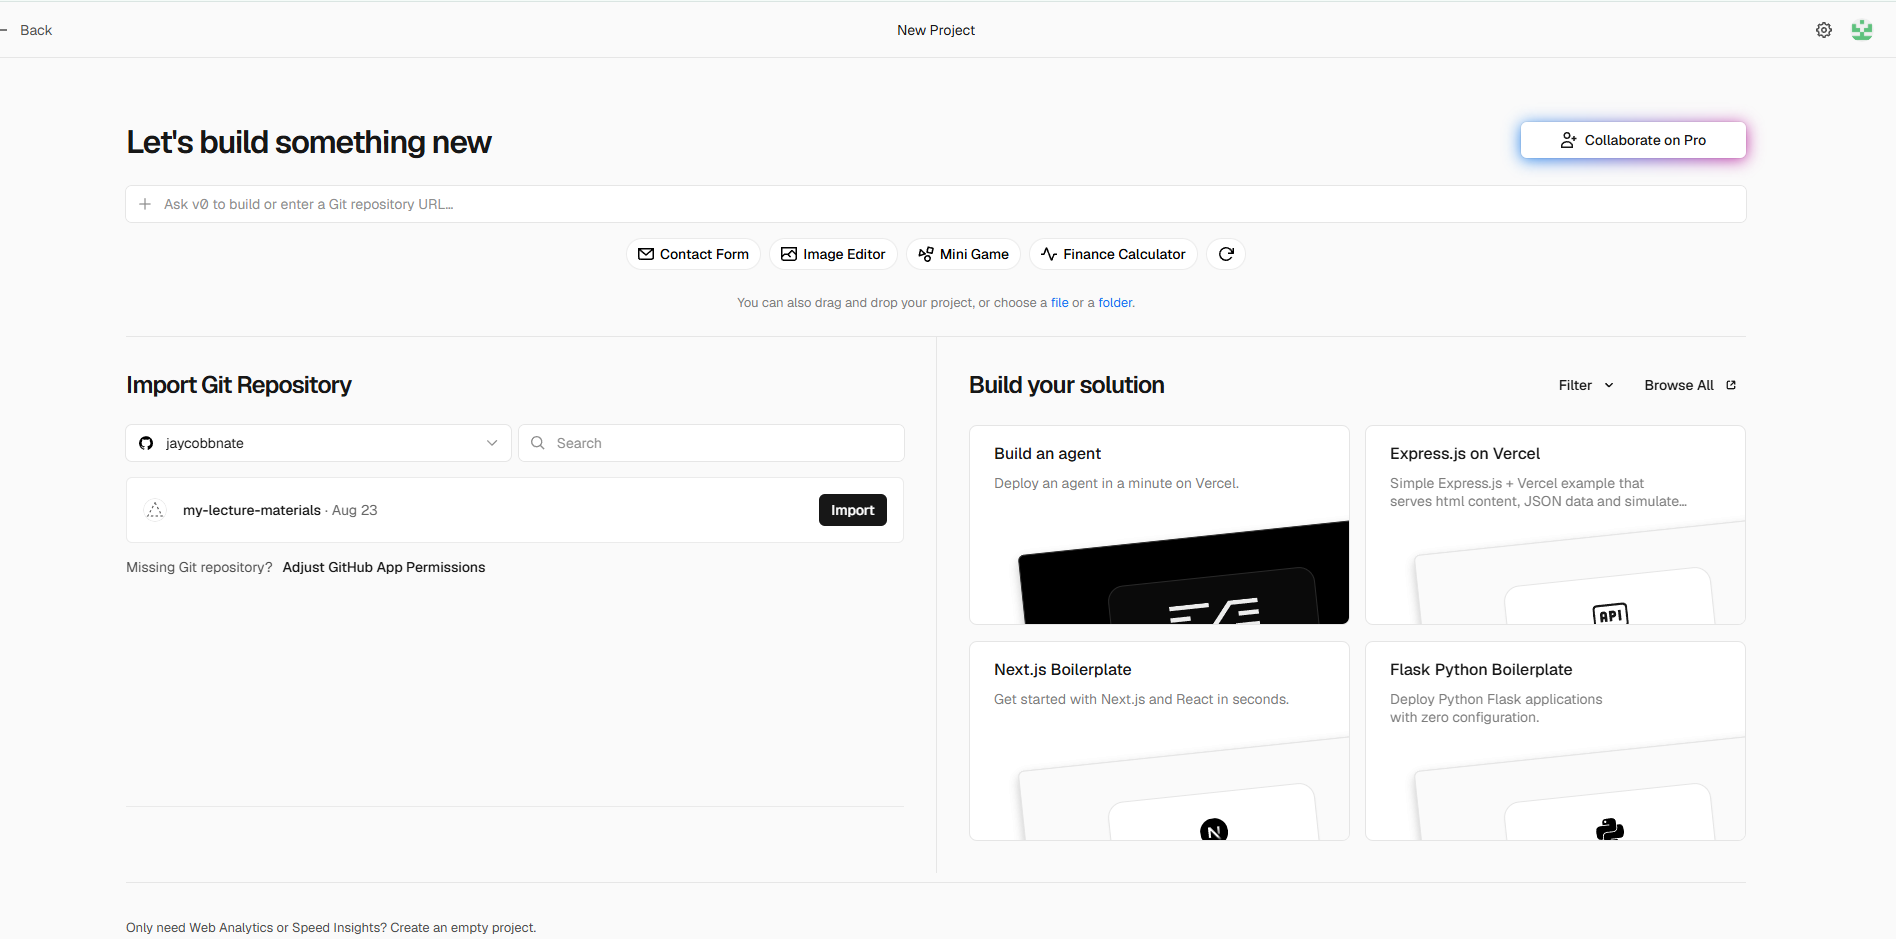 Back
New Project
Let's build something new
Collaborate on Pro
Ask v0 to build or enter a Git repository URL...
Contact Form
Image Editor
Mini Game
Finance Calculator
You can also drag and drop your project, or choose a file or a folder.
Import Git Repository
jaycobbnate
Search
my-lecture-materials · Aug 23
Import
Missing Git repository? Adjust GitHub App Permissions
Build your solution
Filter
Browse All
Build an agent
Deploy an agent in a minute on Vercel.
Express.js on Vercel
Simple Express.js + Vercel example that
serves html content, JSON data and simulate...
API
Next.js Boilerplate
Get started with Next.js and React in seconds.
N
Flask Python Boilerplate
Deploy Python Flask applications
with zero configuration.
Only need Web Analytics or Speed Insights? Create an empty project.